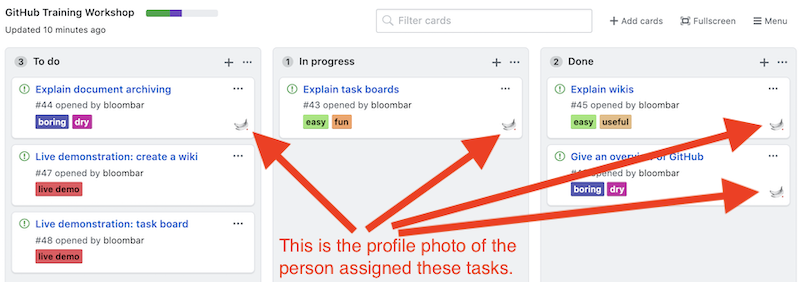 GitHub Training Workshop
Updated 10 minutes ago
Filter cards
+ Add cards
Fullscreen
Menu
3 To do
Explain document archiving
#44 opened by bloombar
boring dry
Live demonstration: create a wiki
#47 opened by bloombar
live demo
Live demonstration: task board
#48 opened by bloombar
live demo
1 In progress
Explain task boards
#43 opened by bloombar
easy fun
2 Done
Explain wikis
#45 opened by bloombar
easy useful
Give an overview of GitHub
opened by bloombar
boring dry
This is the profile photo of the
person assigned these tasks.